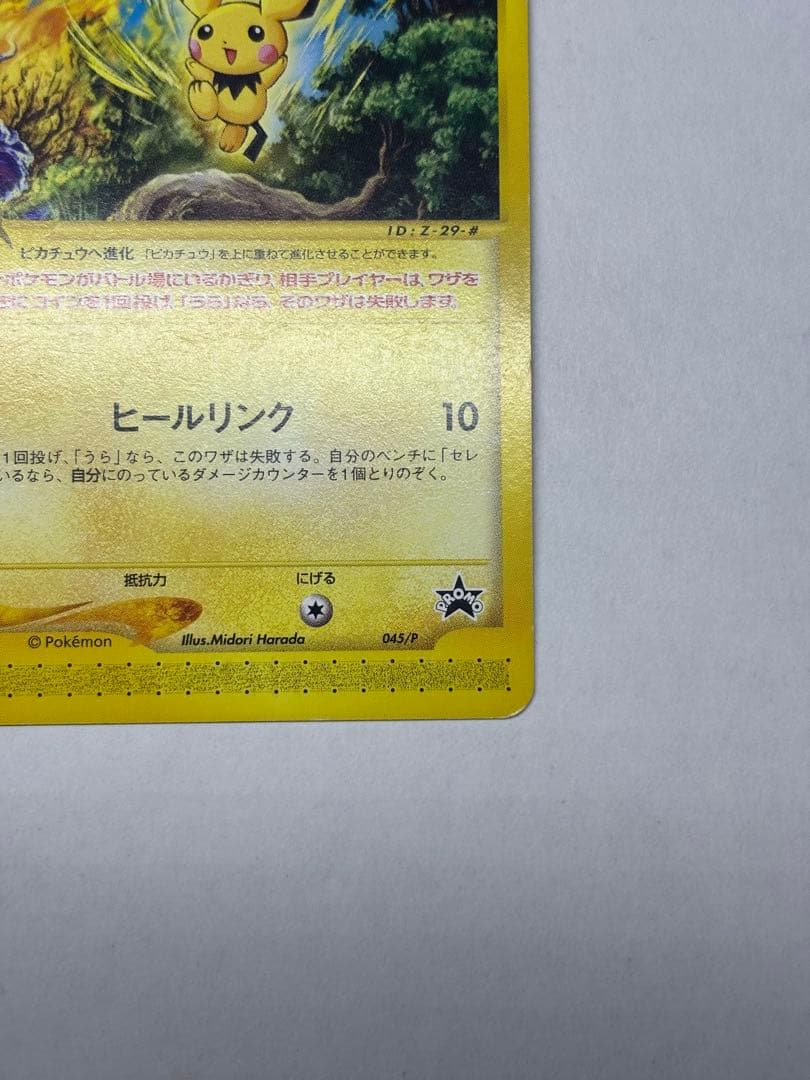 ID:Z-29-#
ピカチュウへ進化 「ピカチュウ」を上に重ねて進化させることができます。
ポケモンがバトル場にいるかぎり、相手プレイヤーは、ワザを
コインを1回投げ、「うら」なら、そのワザは失敗します。
ヒールリンク 10
1回投げ、「うら」なら、このワザは失敗する。自分のベンチに「セレ
いるなら、自分にのっているダメージカウンターを1個とりのぞく。
抵抗力 にげる
PROMO
© Pokémon Illus.Midori Harada 045/P